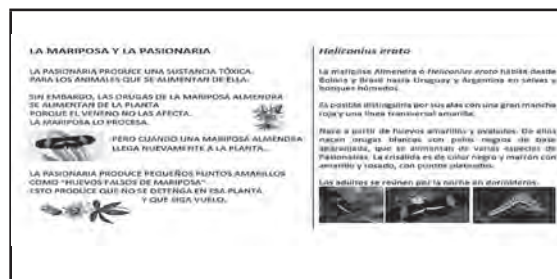 LA MARIPOSA Y LA PASIONARIA
LA PASIONARIA PRODUCE UNA SUSTANCIA TÓXICA.
PARA LOS ANIMALES QUE SE ALIMENTAN DE ELLA.
SIN EMBARGO, LAS ORUGAS DE LA MARIPOSA ALMENDRA
SE ALIMENTAN DE LA PLANTA
PORQUE EL VENENO NO LAS AFECTA.
LA MARIPOSA LO PROCESA.
PERO CUANDO UNA MARIPOSA ALMENDRA
LLEGA NUEVAMENTE A LA PLANTA...
LA PASIONARIA PRODUCE PEQUEÑOS PUNTOS AMARILLOS
COMO "HUEVOS FALSOS DE MARIPOSA"
ESTO PRODUCE QUE NO SE DETENGA EN ESA PLANTA
Y QUE SIGA VUELO.
Heliconius erato
La mariposa Almendra o Heliconius erato habita desde
Bolivia y Brasil hasta Uruguay y Argentina en selvas y
bosques húmedos.
Es posible distinguirla por sus alas con una gran mancha
roja y una línea transversal amarilla.
Nace a partir de huevos amarillos y ovalados. De ellos
nacen orugas blancas con pelos negros de base
anaranjada, que se alimentan de varias especies de
Pasionarias. La crisálida es de color negro y marrón con
amarillo y rosado, con puntos plateados.
Los adultos se reúnen por la noche en dormideros.